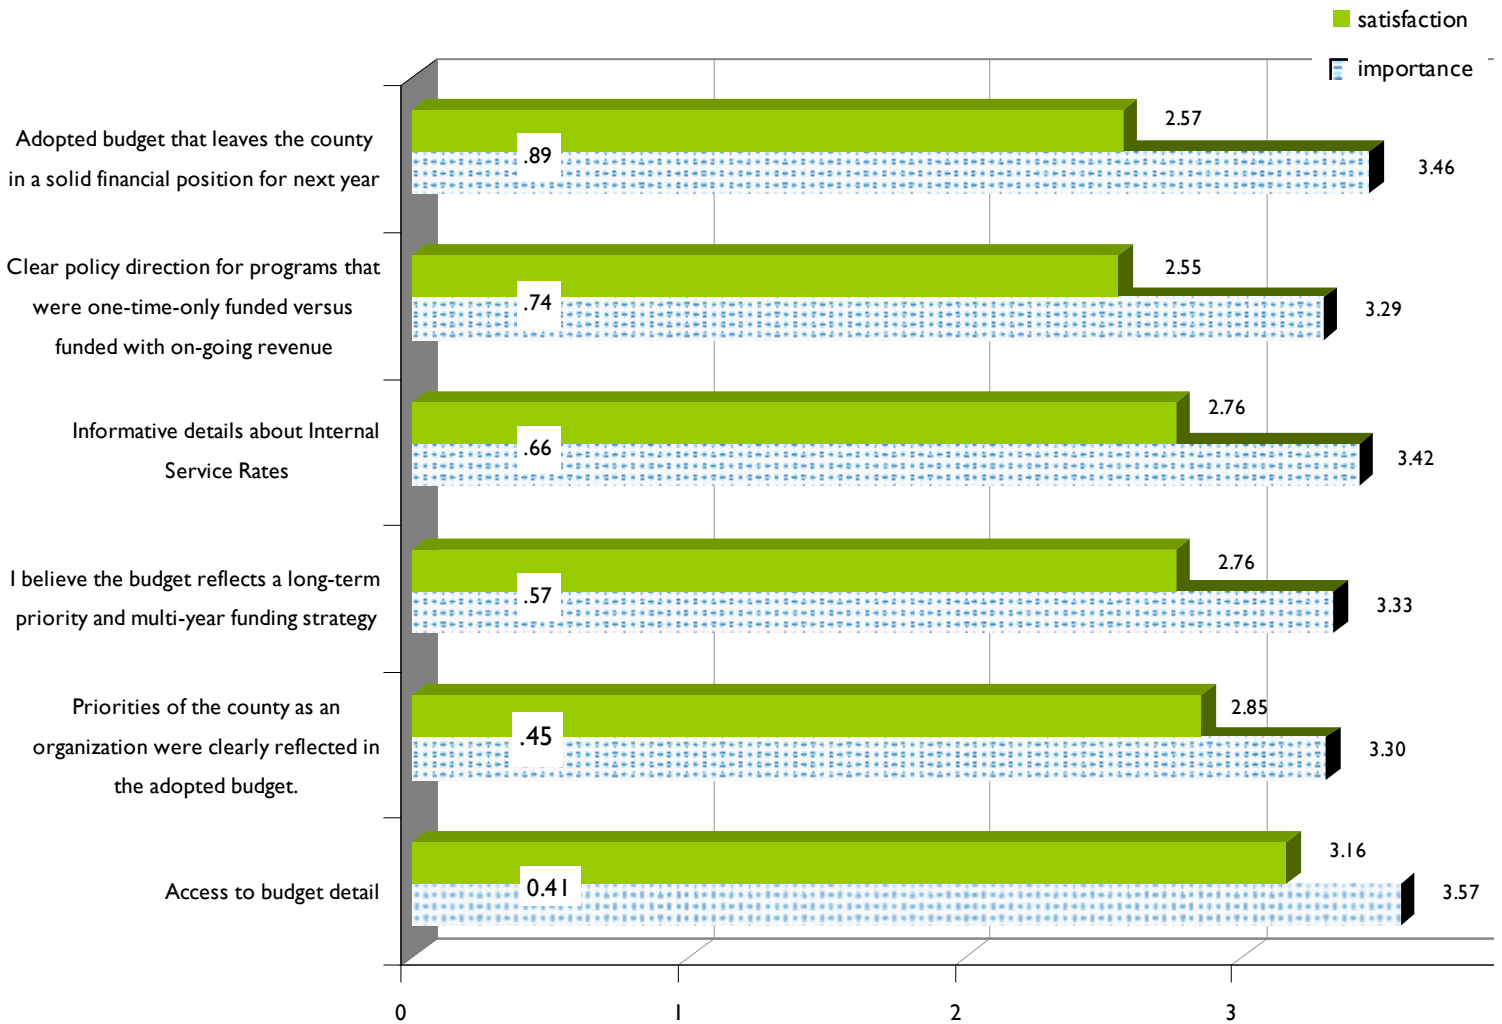 satisfaction
importance
Adopted budget that leaves the county
in a solid financial position for next year
.89
2.57
3.46
Clear policy direction for programs that
were one-time-only funded versus
funded with on-going revenue
.74
2.55
3.29
Informative details about Internal
Service Rates
.66
2.76
3.42
I believe the budget reflects a long-term
priority and multi-year funding strategy
.57
2.76
3.33
Priorities of the county as an
organization were clearly reflected in
the adopted budget.
.45
2.85
3.30
Access to budget detail
0.41
3.16
3.57
0 1 2 3